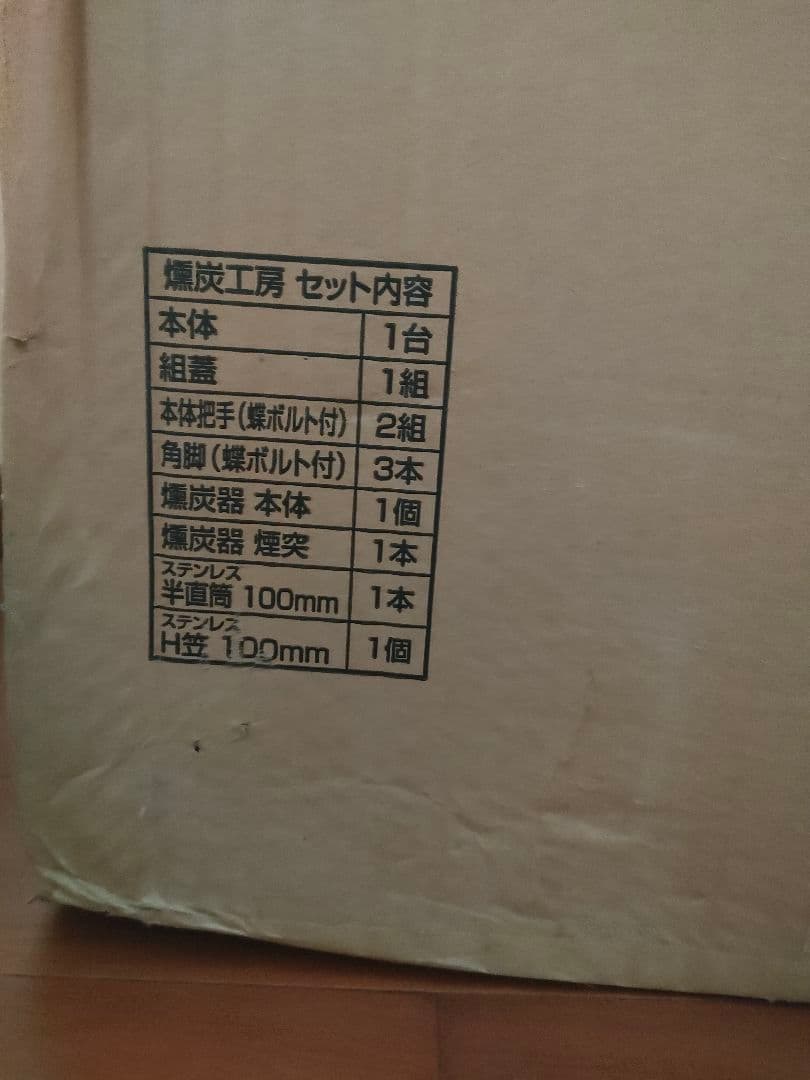 燻炭工房 セット内容
本体 1台
組蓋 1組
本体把手(蝶ボルト付) 2組
角脚(蝶ボルト付) 3本
燻炭器 本体 1個
燻炭器 煙突 1本
ステンレス
半直筒 100mm 1本
ステンレス
H笠 100mm 1個